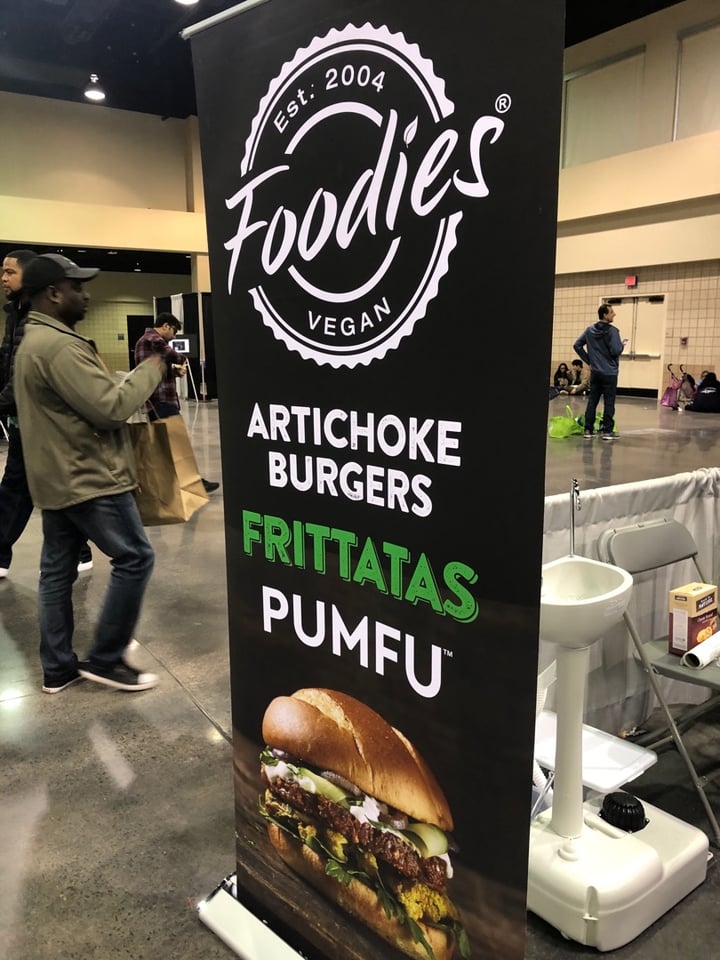 Est. 2004
Foodies®
VEGAN
ARTICHOKE
BURGERS
FRITTATAS
PUMFU™